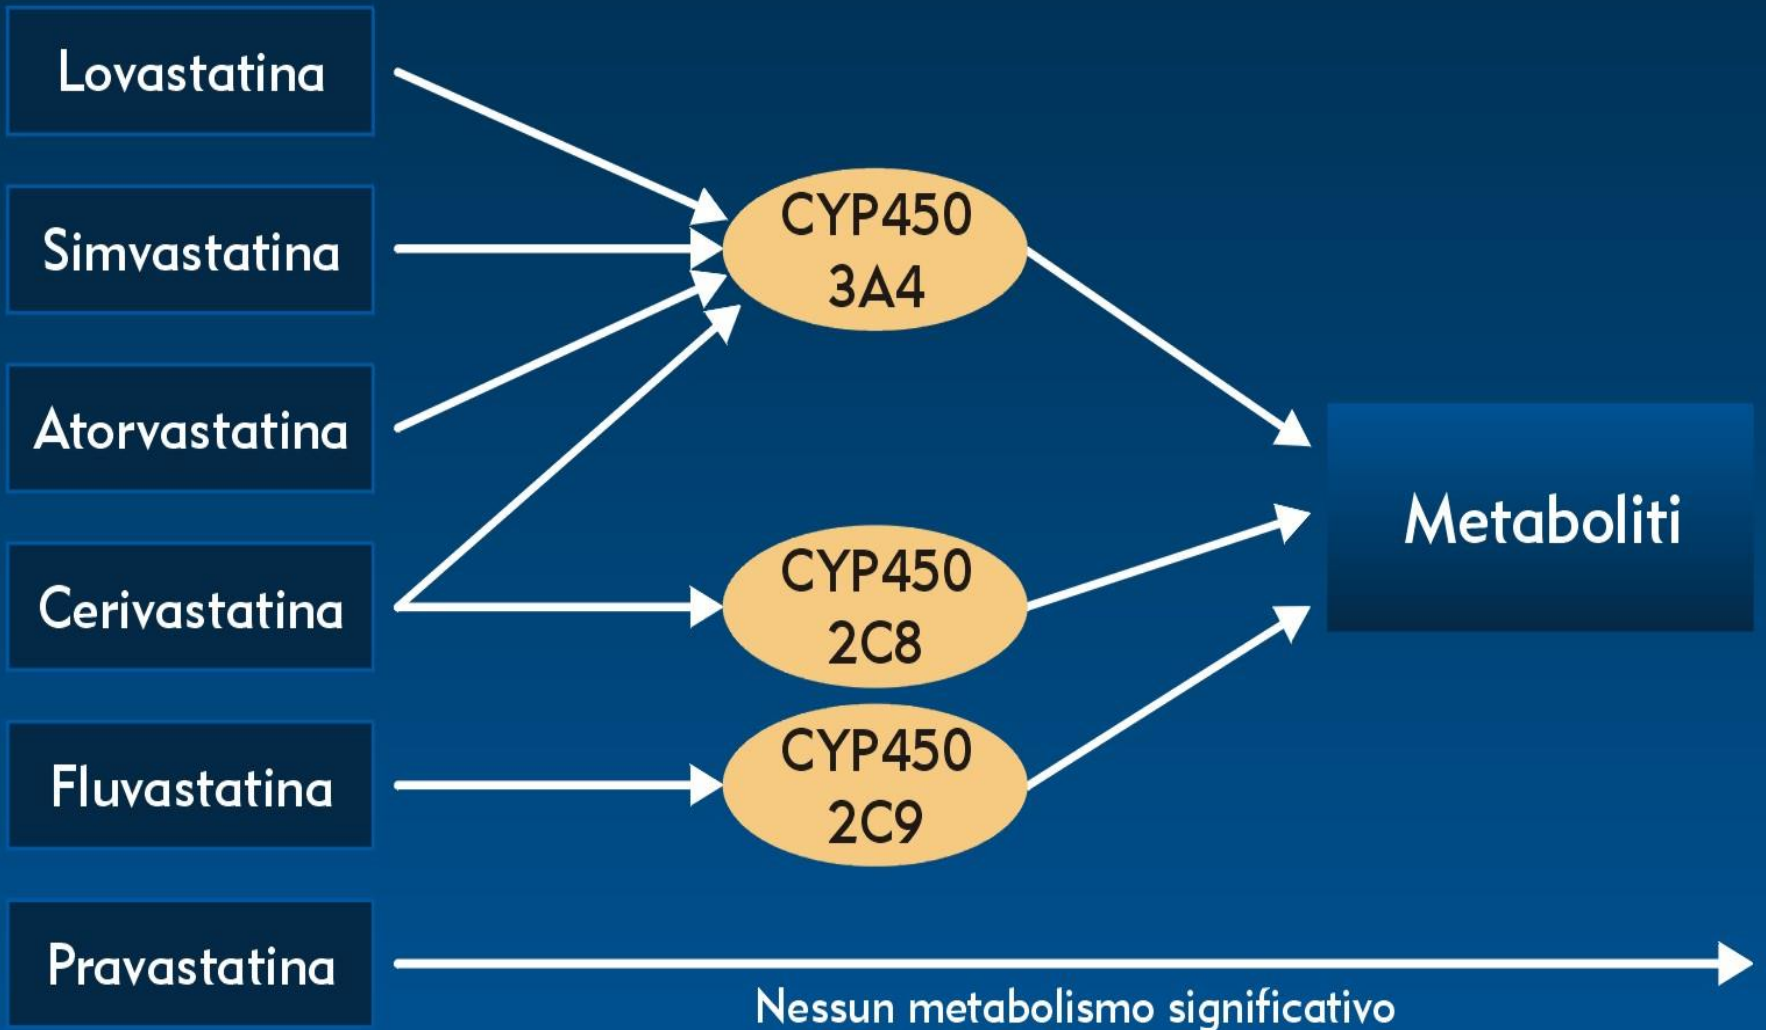 Lovastatina
Simvastatina
Atorvastatina
Cerivastatina
Fluvastatina
Pravastatina
CYP450
3A4
CYP450
2C8
CYP450
2C9
Metaboliti
Nessun metabolismo significativo